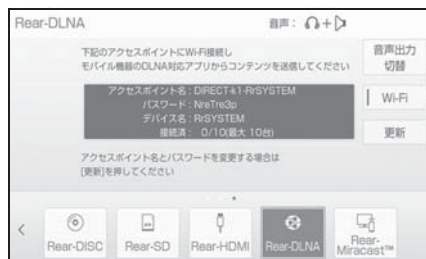 Rear-DLNA
音声：
下記のアクセスポイントにWi-Fi接続し
モバイル機器のDLNA対応アプリからコンテンツを送信してください
音声出力
切替
アクセスポイント名：DIRECT-k1-RrSYSTEM
パスワード：NreTre3p
デバイス名：RrSYSTEM
接続済： 0/10(最大 10台)
Wi-Fi
更新
アクセスポイント名とパスワードを変更する場合は
[更新]を押してください
Rear-DISC
Rear-SD
Rear-HDMI
Rear-DLNA
Rear-
Miracast™